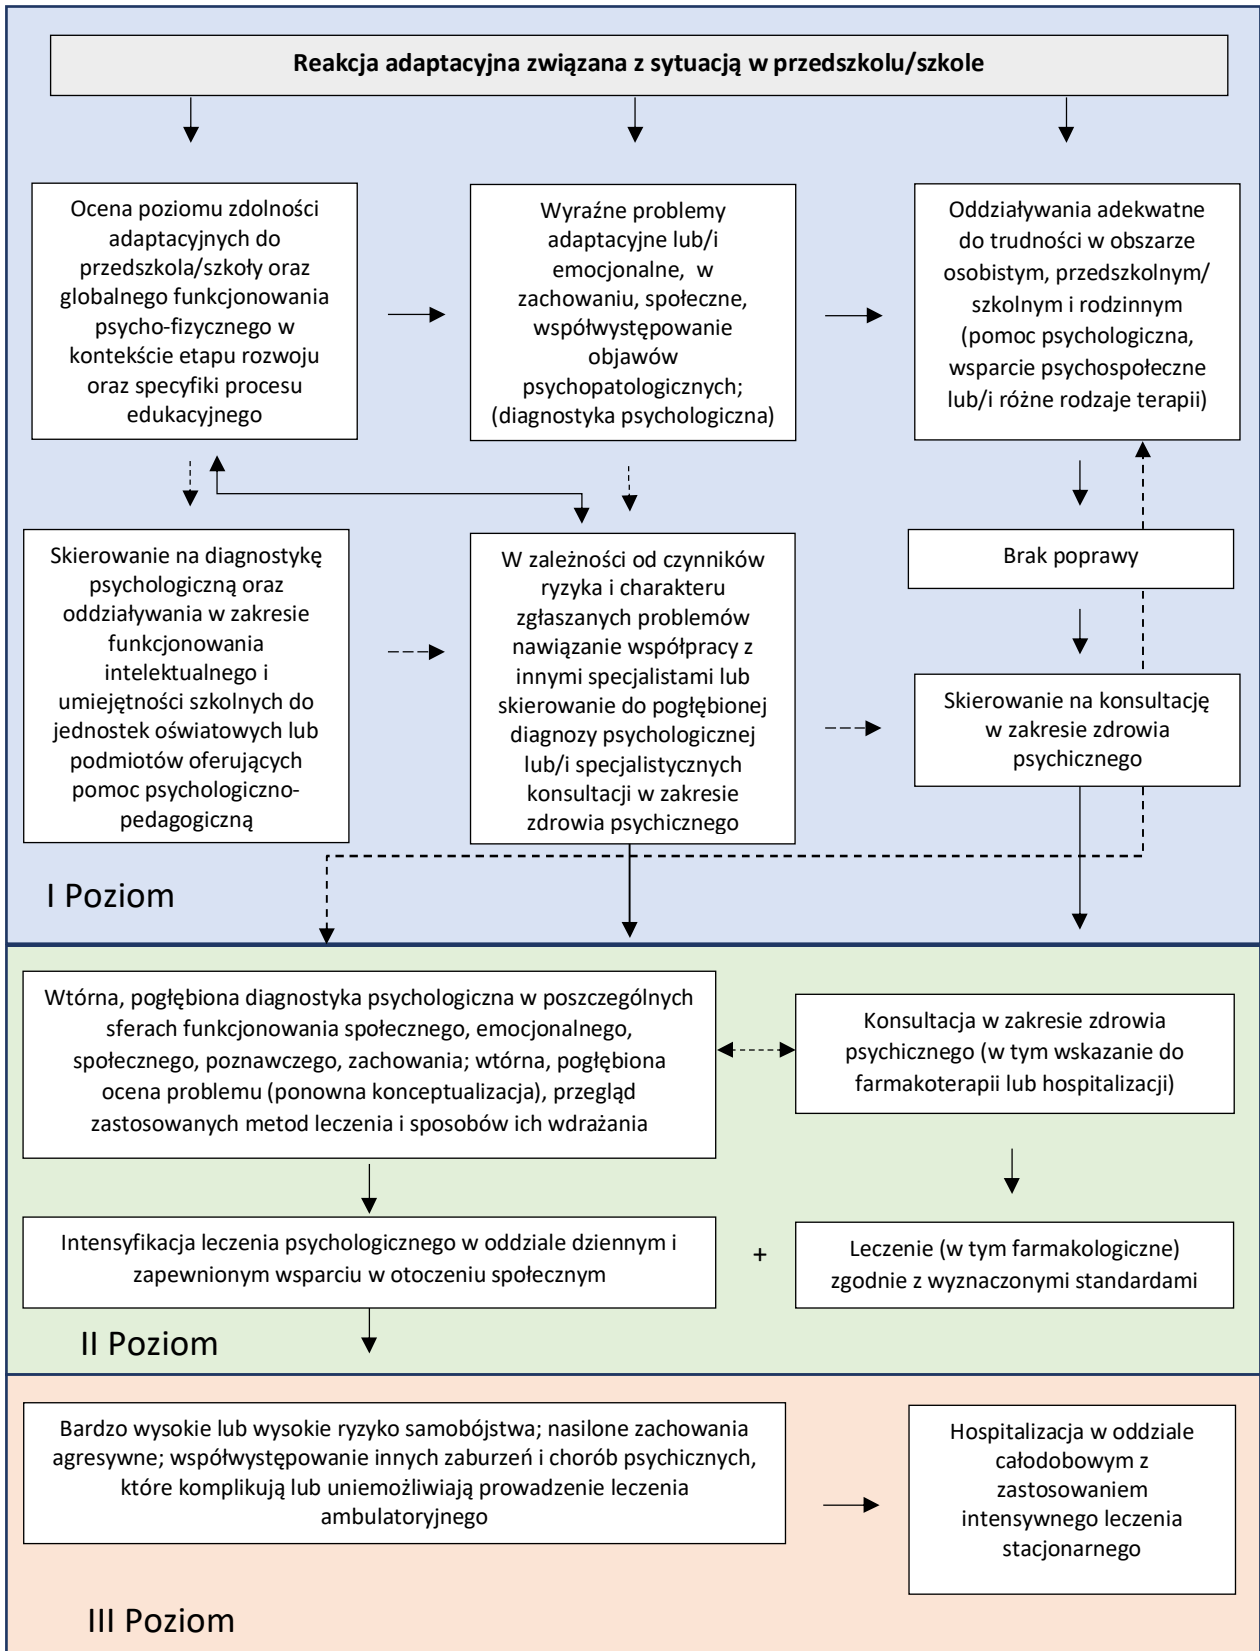 Reakcja adaptacyjna związana z sytuacją w przedszkolu/szkole
Ocena poziomu zdolności
adaptacyjnych do
przedszkola/szkoły oraz
globalnego funkcjonowania
psycho-fizycznego w
kontekście etapu rozwoju
oraz specyfiki procesu
edukacyjnego
Wyraźne problemy
adaptacyjne lub/i
emocjonalne, w
zachowaniu, społeczne,
współwystępowanie
objawów
psychopatologicznych;
(diagnostyka psychologiczna)
Oddziaływania adekwatne
do trudności w obszarze
osobistym, przedszkolnym/
szkolnym i rodzinnym
(pomoc psychologiczna,
wsparcie psychospołeczne
lub/i różne rodzaje terapii)
Skierowanie na diagnostykę
psychologiczną oraz
oddziaływania w zakresie
funkcjonowania
intelektualnego i
umiejętności szkolnych do
jednostek oświatowych lub
podmiotów oferujących
pomoc psychologiczno-
pedagogiczną
W zależności od czynników
ryzyka i charakteru
zgłaszanych problemów
nawiązanie współpracy z
innymi specjalistami lub
skierowanie do pogłębionej
diagnozy psychologicznej
lub/i specjalistycznych
konsultacji w zakresie
zdrowia psychicznego
Brak poprawy
Skierowanie na konsultację
w zakresie zdrowia
psychicznego
I Poziom
Wtórna, pogłębiona diagnostyka psychologiczna w poszczególnych
sferach funkcjonowania społecznego, emocjonalnego,
społecznego, poznawczego, zachowania; wtórna, pogłębiona
ocena problemu (ponowna konceptualizacja), przegląd
zastosowanych metod leczenia i sposobów ich wdrażania
Konsultacja w zakresie zdrowia
psychicznego (w tym wskazanie do
farmakoterapii lub hospitalizacji)
Intensyfikacja leczenia psychologicznego w oddziale dziennym i
zapewnionym wsparciu w otoczeniu społecznym
+
Leczenie (w tym farmakologiczne)
zgodnie z wyznaczonymi standardami
II Poziom
Bardzo wysokie lub wysokie ryzyko samobójstwa; nasilone zachowania
agresywne; współwystępowanie innych zaburzeń i chorób psychicznych,
które komplikują lub uniemożliwiają prowadzenie leczenia
ambulatoryjnego
Hospitalizacja w oddziale
całodobowym z
zastosowaniem
intensywnego leczenia
stacjonarnego
III Poziom